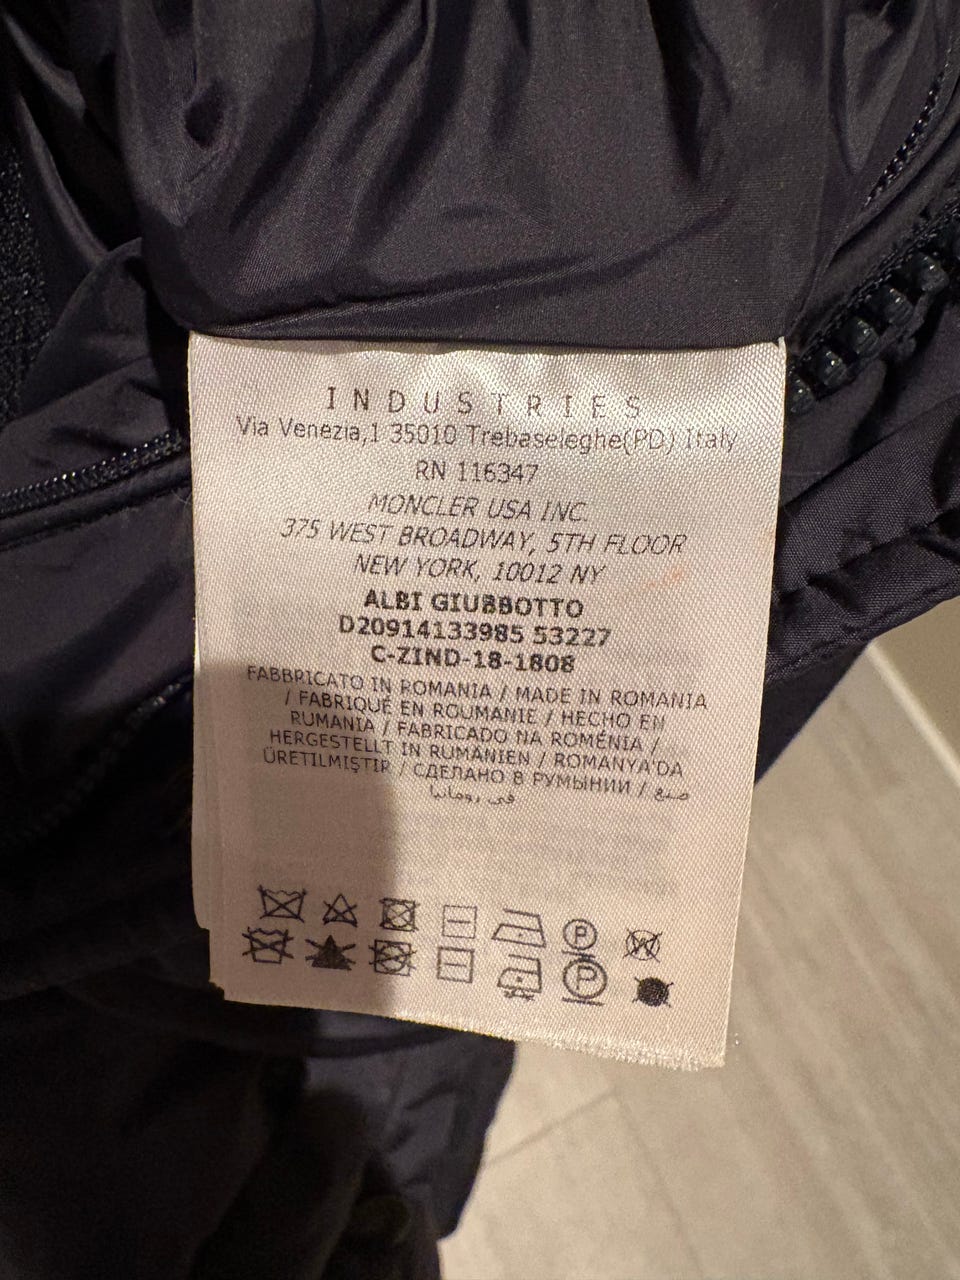 INDUSTRIES
Via Venezia,1 35010 Trebaseleghe(PD) Italy
RN 116347
MONCLER USA INC.
375 WEST BROADWAY, 5TH FLOOR
NEW YORK, 10012 NY
ALBI GIUBBOTTO
D20914133985 53227
C-ZIND-18-1808
FABBRICATO IN ROMANIA / MADE IN ROMANIA
/ FABRIQUÉ EN ROUMANIE / HECHO EN
RUMANIA / FABRICADO NA ROMÉNIA /
HERGESTELLT IN RUMÄNIEN / ROMANYA'DA
ÜRETILMIŞTIR / СДЕЛАНО В РУМЫНИИ / صنع
في رومانيا
P W
P